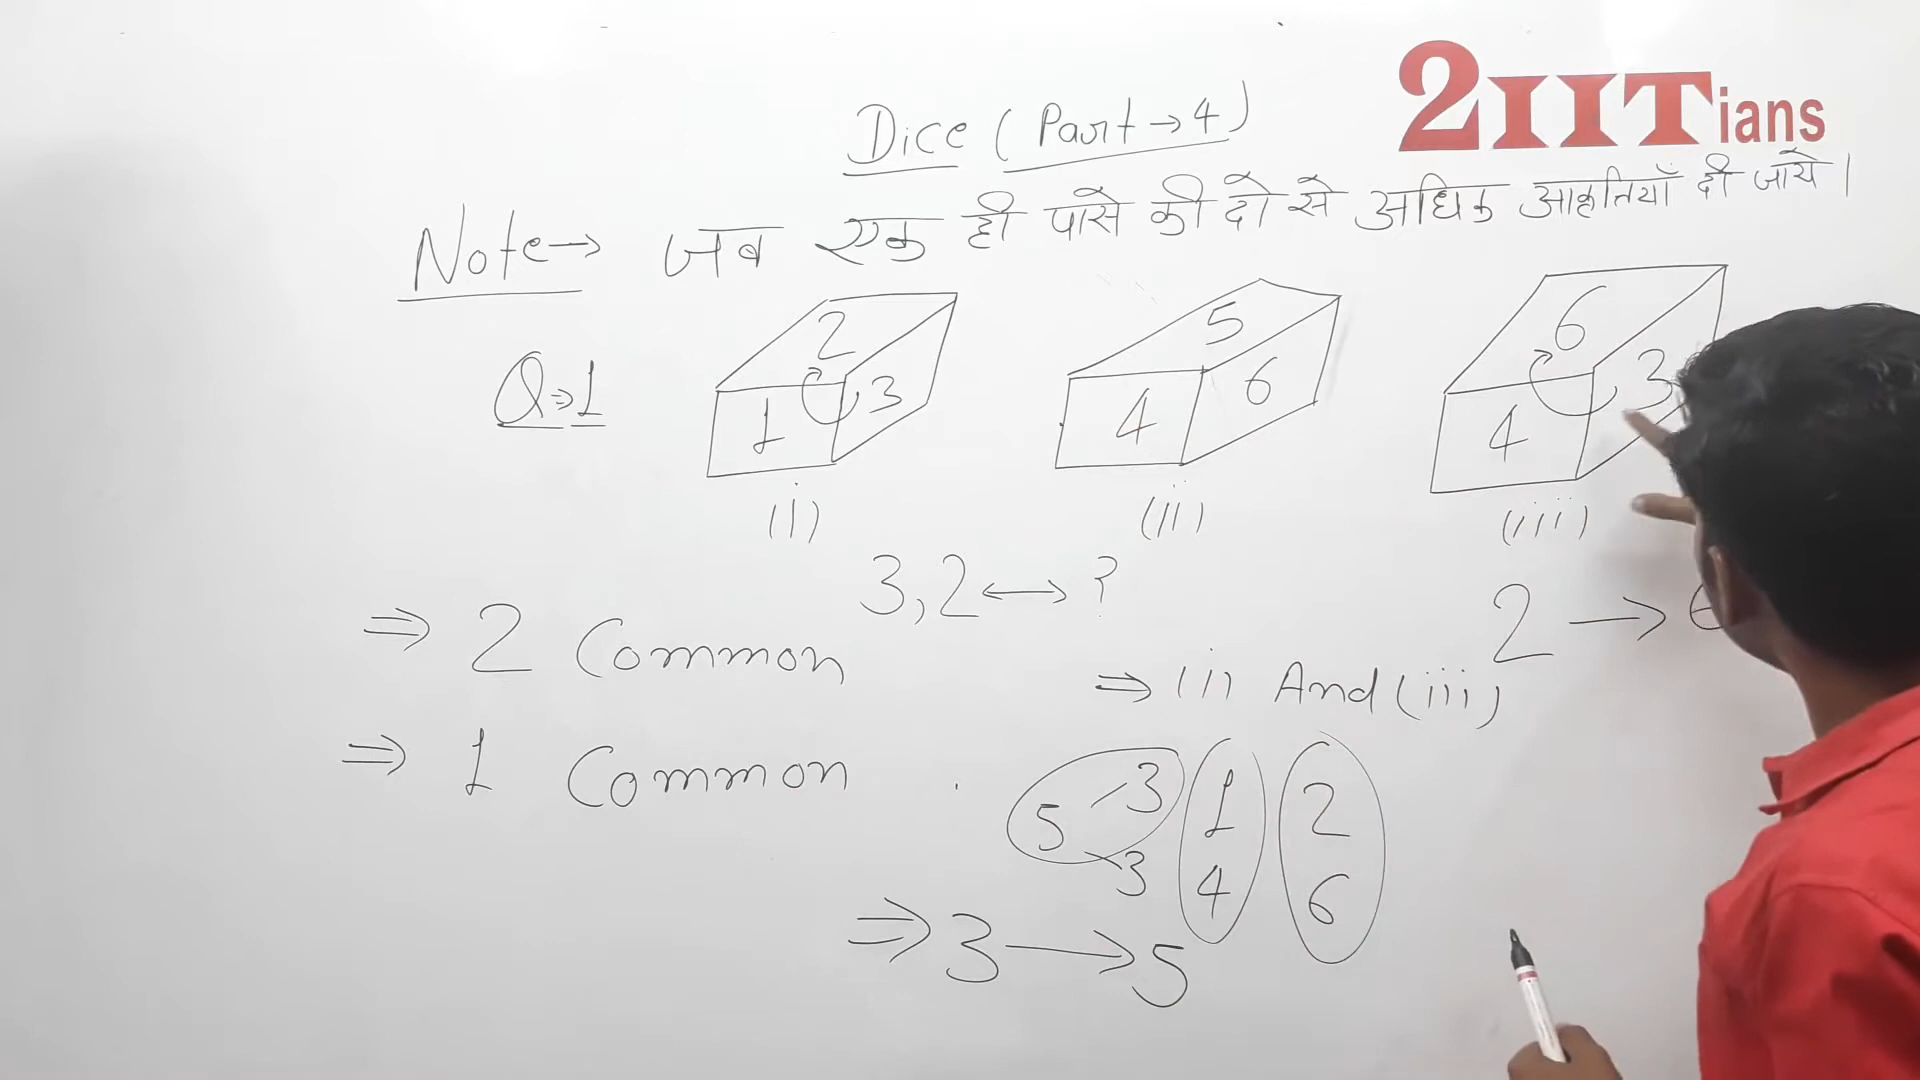 2IITians
Dice (Part → 4)
Note → जब एक ही पासे की दो से अधिक आकृतियाँ दी जाये।
Q ⇒ 1
2
1 3
(i)
5
4 6
(ii)
6
4 3
(iii)
3, 2 ↔ ?
⇒ 2 Common
2 →
⇒ (i) And (iii)
⇒ 1 Common
3 1 2
5
3 4 6
⇒ 3 → 5